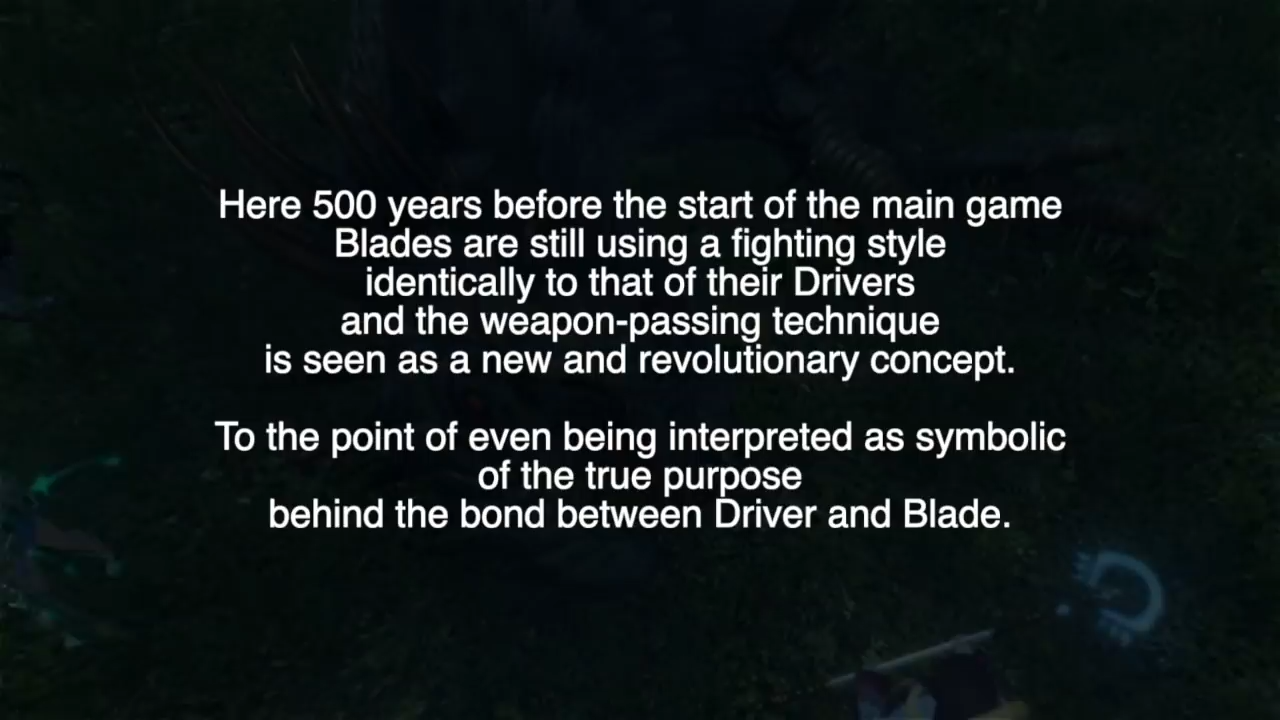 Here 500 years before the start of the main game
Blades are still using a fighting style
identically to that of their Drivers
and the weapon-passing technique
is seen as a new and revolutionary concept.
To the point of even being interpreted as symbolic
of the true purpose
behind the bond between Driver and Blade.